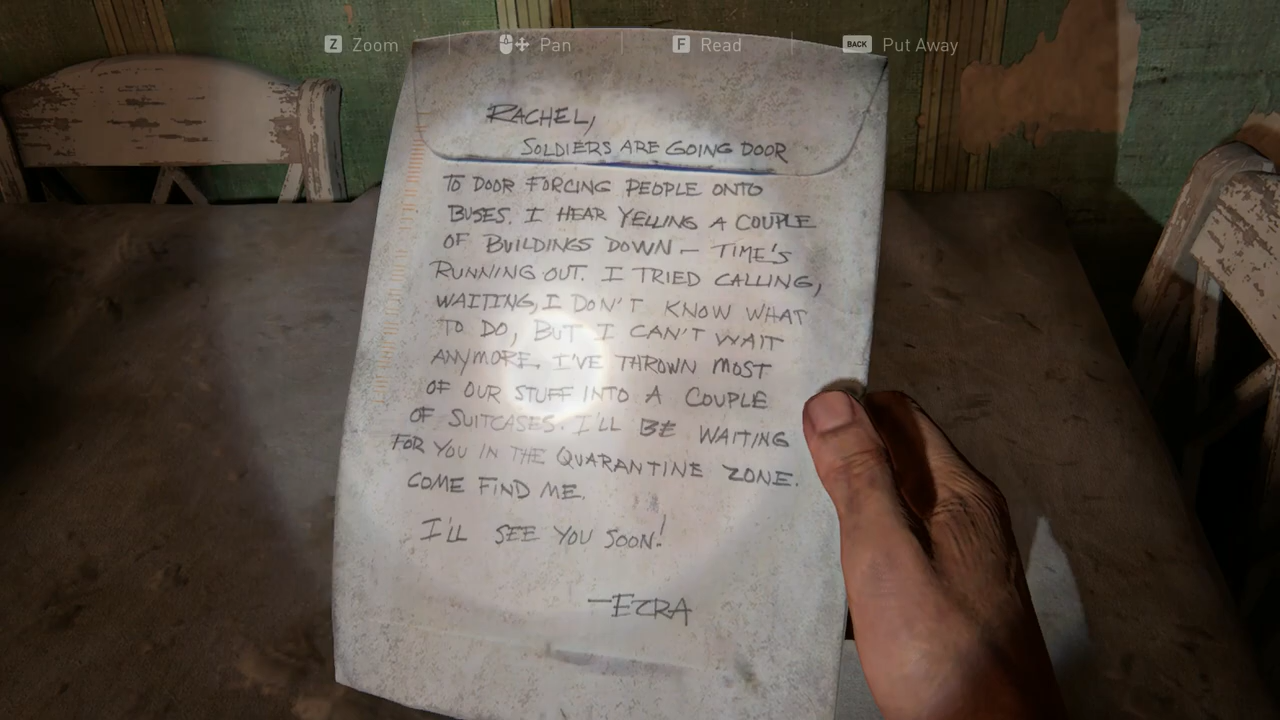 Z Zoom
Pan
F Read
BACK Put Away
RACHEL,
SOLDIERS ARE GOING DOOR
TO DOOR FORCING PEOPLE ONTO
BUSES. I HEAR YELLING A COUPLE
OF BUILDINGS DOWN – TIME'S
RUNNING OUT. I TRIED CALLING,
WAITING, I DON'T KNOW WHAT
TO DO, BUT I CAN'T WAIT
ANYMORE. I'VE THROWN MOST
OF OUR STUFF INTO A COUPLE
OF SUITCASES. I'LL BE WAITING
FOR YOU IN THE QUARANTINE ZONE.
COME FIND ME.
I'LL SEE YOU SOON!
—EZRA